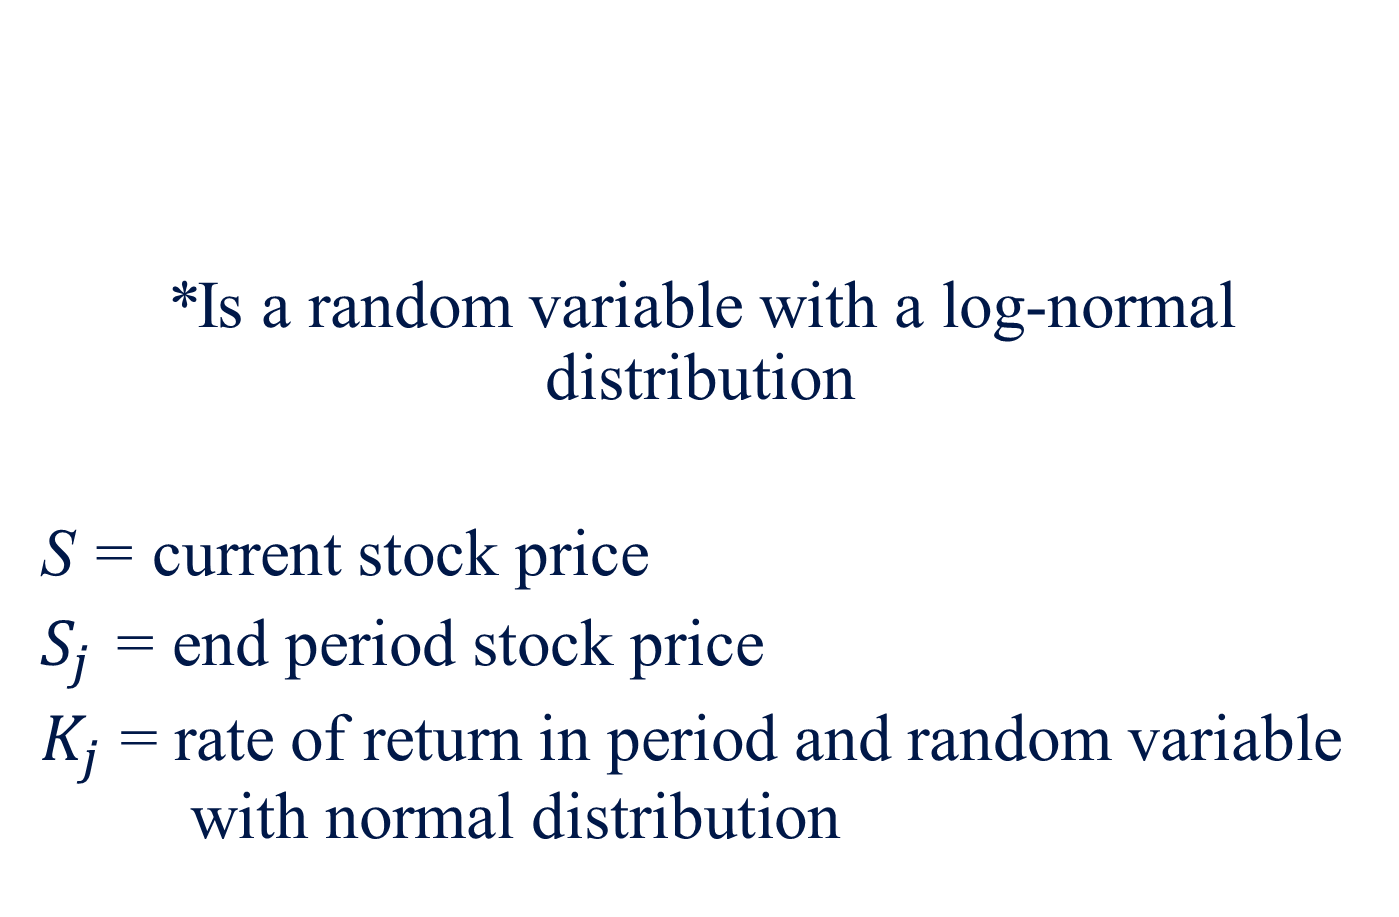 *Is a random variable with a log-normal
distribution
S = current stock price
Sj = end period stock price
Kj = rate of return in period and random variable
with normal distribution